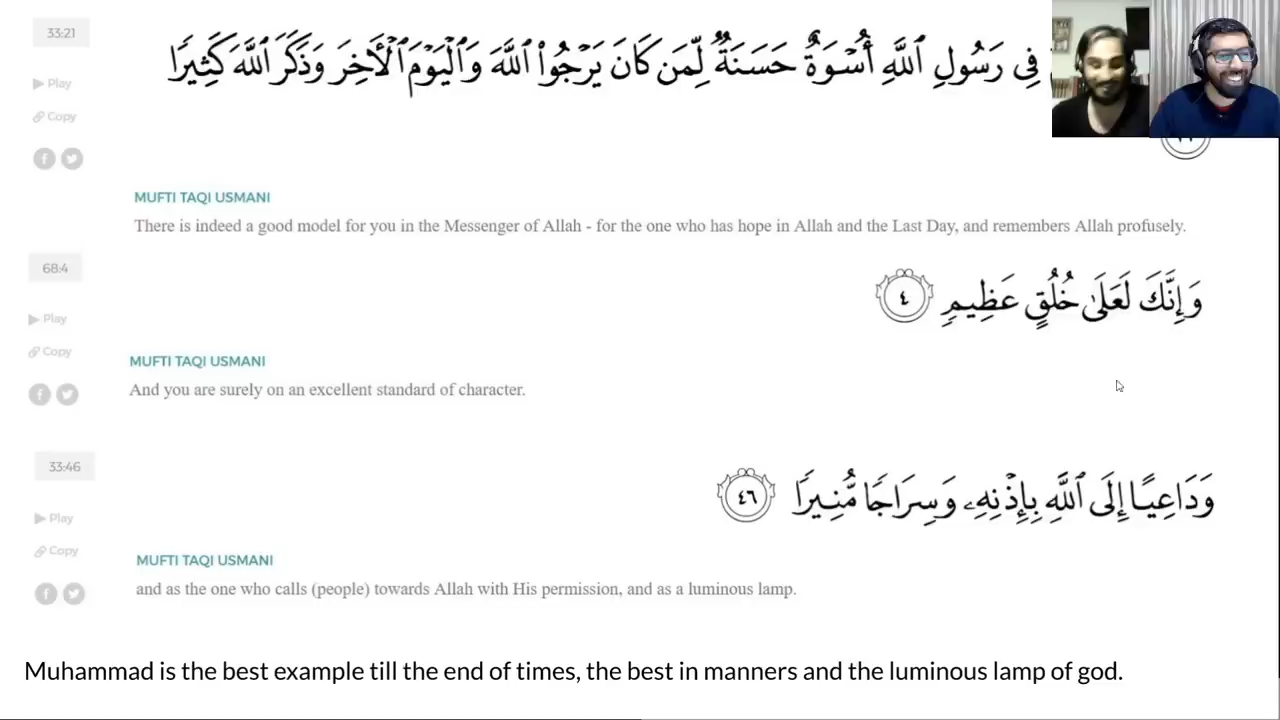 33:21
فِى رَسُولِ ٱللَّهِ أُسْوَةٌ حَسَنَةٌ لِّمَن كَانَ يَرْجُوا۟ ٱللَّهَ وَٱلْيَوْمَ ٱلْـَٔاخِرَ وَذَكَرَ ٱللَّهَ كَثِيرًا
Play
Copy
MUFTI TAQI USMANI
There is indeed a good model for you in the Messenger of Allah - for the one who has hope in Allah and the Last Day, and remembers Allah profusely.
68:4
وَإِنَّكَ لَعَلَىٰ خُلُقٍ عَظِيمٍ ٤
Play
Copy
MUFTI TAQI USMANI
And you are surely on an excellent standard of character.
33:46
وَدَاعِيًا إِلَى ٱللَّهِ بِإِذْنِهِۦ وَسِرَاجًا مُّنِيرًا ٤٦
Play
Copy
MUFTI TAQI USMANI
and as the one who calls (people) towards Allah with His permission, and as a luminous lamp.
Muhammad is the best example till the end of times, the best in manners and the luminous lamp of god.